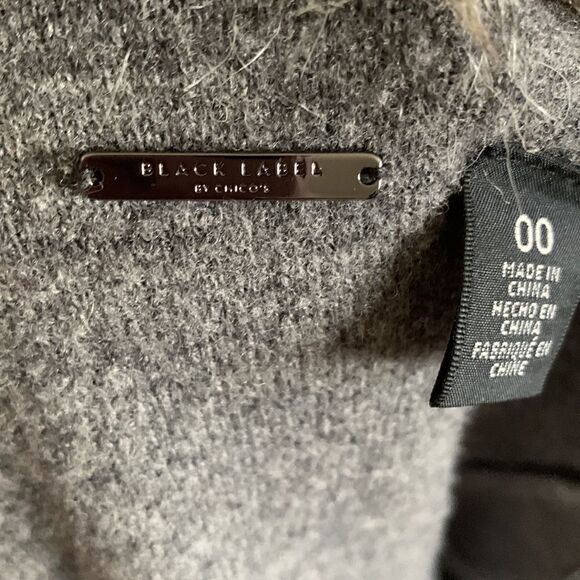 BLACK LABEL
BY CHICO'S
00
MADE IN
CHINA
HECHO EN
CHINA
FABRIQUÉ EN
CHINE